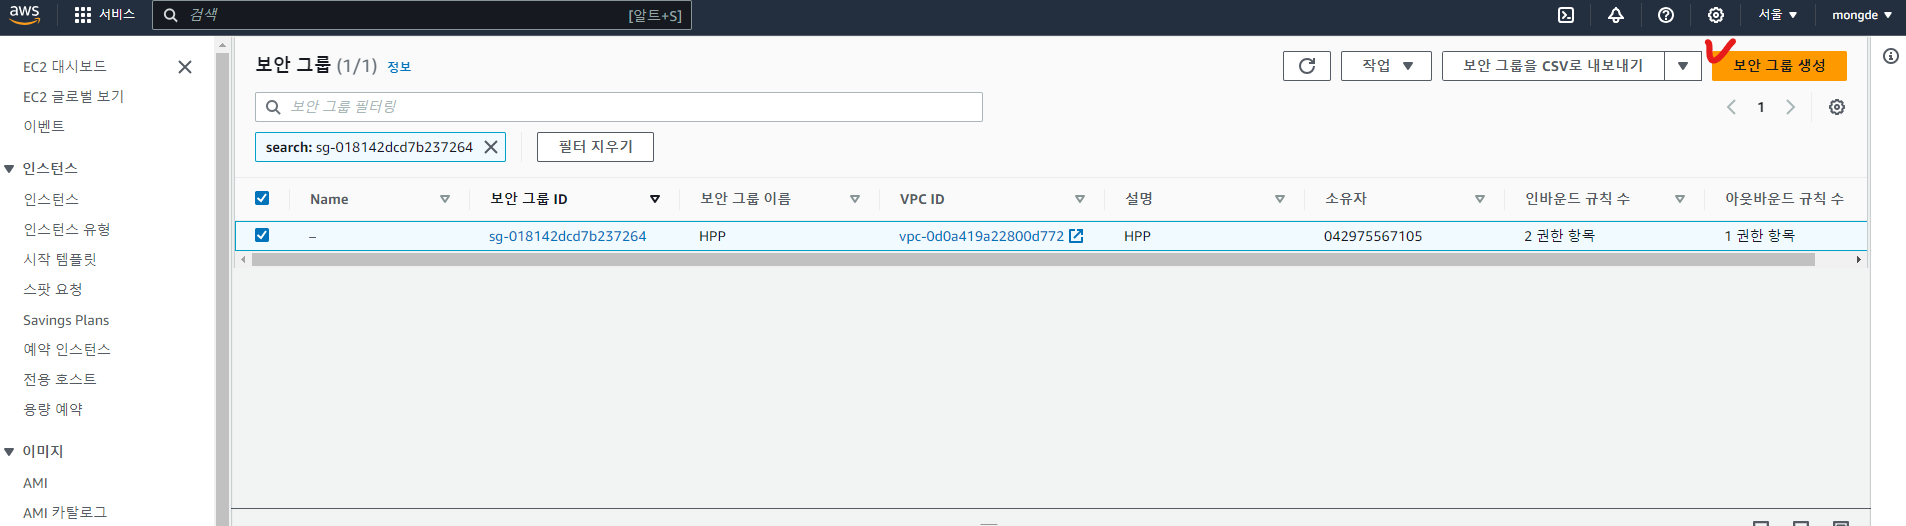 aws 서비스 검색 [알트+S] 서울 mongde
EC2 대시보드
EC2 글로벌 보기
이벤트
인스턴스
인스턴스
인스턴스 유형
시작 템플릿
스팟 요청
Savings Plans
예약 인스턴스
전용 호스트
용량 예약
이미지
AMI
AMI 카탈로그
보안 그룹 (1/1) 정보 작업 보안 그룹을 CSV로 내보내기 보안 그룹 생성
보안 그룹 필터링 1
search: sg-018142dcd7b237264 필터 지우기
Name 보안 그룹 ID 보안 그룹 이름 VPC ID 설명 소유자 인바운드 규칙 수 아웃바운드 규칙 수
– sg-018142dcd7b237264 HPP vpc-0d0a419a22800d772 HPP 042975567105 2 권한 항목 1 권한 항목